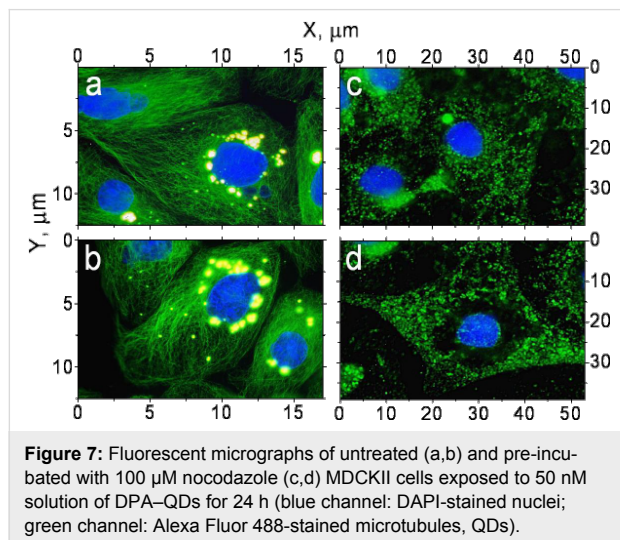 X, µm
0 5 10 15 0 10 20 30 40 50
a
c
5
10
0
10
20
30
Y, µm
0
5
10
b
d
0
10
20
30
0 5 10 15 0 10 20 30 40 50
Figure 7: Fluorescent micrographs of untreated (a,b) and pre-incu-
bated with 100 µM nocodazole (c,d) MDCKII cells exposed to 50 nM
solution of DPA–QDs for 24 h (blue channel: DAPI-stained nuclei;
green channel: Alexa Fluor 488-stained microtubules, QDs).